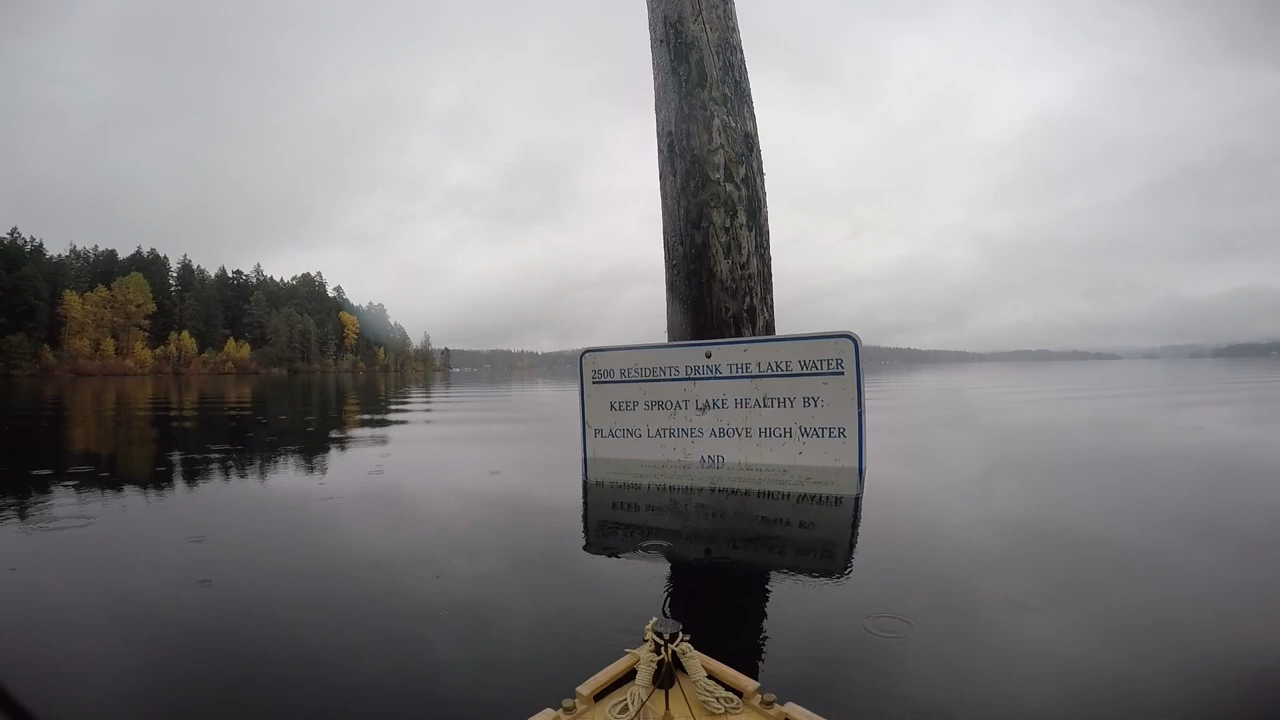 2500 RESIDENTS DRINK THE LAKE WATER
KEEP SPROAT LAKE HEALTHY BY:
PLACING LATRINES ABOVE HIGH WATER
AND